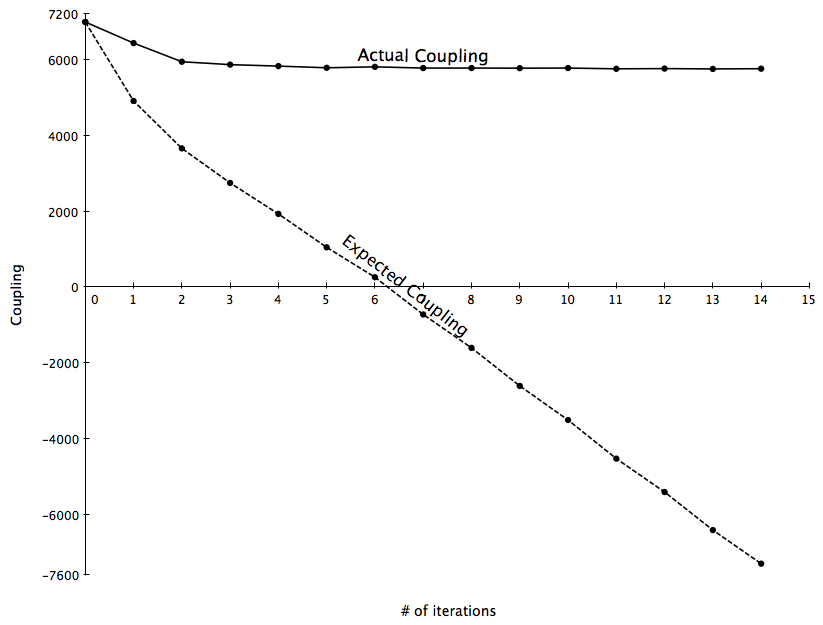 7200
Actual Coupling
6000
4000
2000
Expected Coupling
0
0 1 2 3 4 5 6 7 8 9 10 11 12 13 14 15
Coupling
-2000
-4000
-6000
-7600
# of iterations